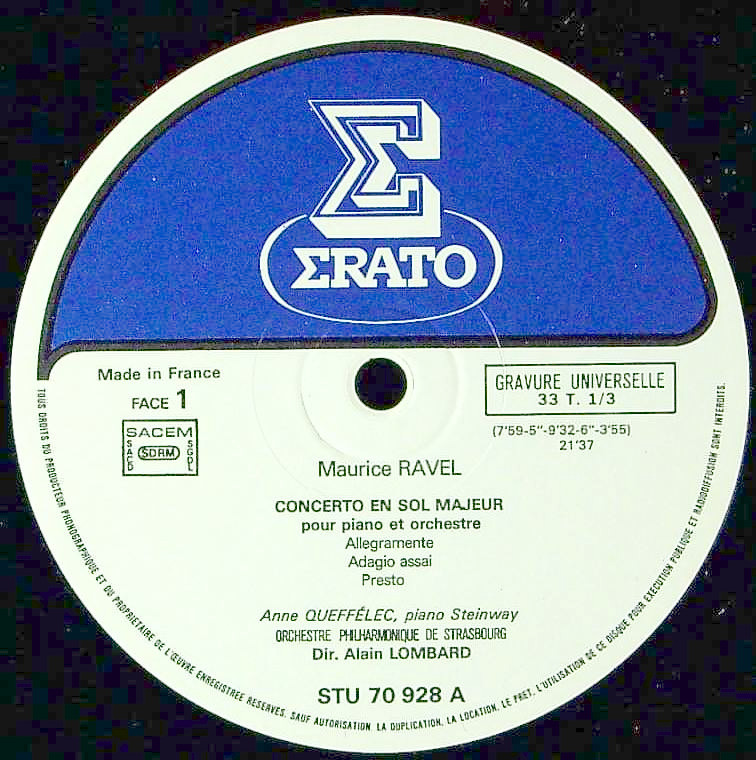 Σ
ΣRATO
Made in France
FACE 1
GRAVURE UNIVERSELLE
33 T. 1/3
SACEM
SACD
SDRM
SGDL
(7'59-5"-9'32-6"-3'55)
21'37
Maurice RAVEL
CONCERTO EN SOL MAJEUR
pour piano et orchestre
Allegramente
Adagio assai
Presto
Anne QUEFFÉLEC, piano Steinway
ORCHESTRE PHILHARMONIQUE DE STRASBOURG
Dir. Alain LOMBARD
STU 70 928 A
TOUS DROITS DU PRODUCTEUR PHONOGRAPHIQUE ET DU PROPRIETAIRE DE L'ŒUVRE ENREGISTREE RESERVES. SAUF AUTORISATION LA DUPLICATION, LA LOCATION, LE PRET, L'UTILISATION DE CE DISQUE POUR EXECUTION PUBLIQUE ET RADIODIFFUSION SONT INTERDITS.